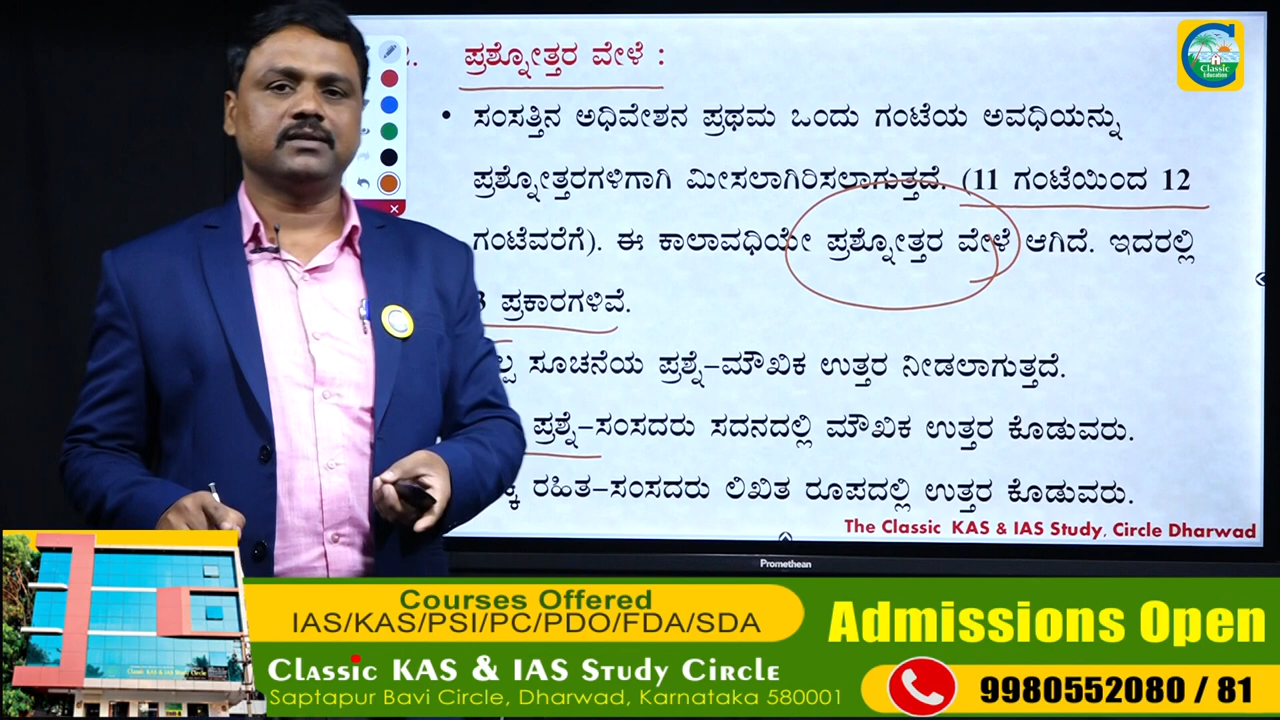 ಪ್ರಶ್ನೋತ್ತರ ವೇಳೆ :
Classic
Education
• ಸಂಸತ್ತಿನ ಅಧಿವೇಶನ ಪ್ರಥಮ ಒಂದು ಗಂಟೆಯ ಅವಧಿಯನ್ನು
ಪ್ರಶ್ನೋತ್ತರಗಳಿಗಾಗಿ ಮೀಸಲಾಗಿರಿಸಲಾಗುತ್ತದೆ. (11 ಗಂಟೆಯಿಂದ 12
ಗಂಟೆವರೆಗೆ). ಈ ಕಾಲಾವಧಿಯೇ ಪ್ರಶ್ನೋತ್ತರ ವೇಳೆ ಆಗಿದೆ. ಇದರಲ್ಲಿ
3 ಪ್ರಕಾರಗಳಿವೆ.
ಸೂಚನೆಯ ಪ್ರಶ್ನೆ–ಮೌಖಿಕ ಉತ್ತರ ನೀಡಲಾಗುತ್ತದೆ.
ಪ್ರಶ್ನೆ–ಸಂಸದರು ಸದನದಲ್ಲಿ ಮೌಖಿಕ ಉತ್ತರ ಕೊಡುವರು.
ರಹಿತ–ಸಂಸದರು ಲಿಖಿತ ರೂಪದಲ್ಲಿ ಉತ್ತರ ಕೊಡುವರು.
The Classic KAS & IAS Study, Circle Dharwad
Promethean
Courses Offered
IAS/KAS/PSI/PC/PDO/FDA/SDA
Classic KAS & IAS Study Circle
Saptapur Bavi Circle, Dharwad, Karnataka 580001
Admissions Open
9980552080 / 81